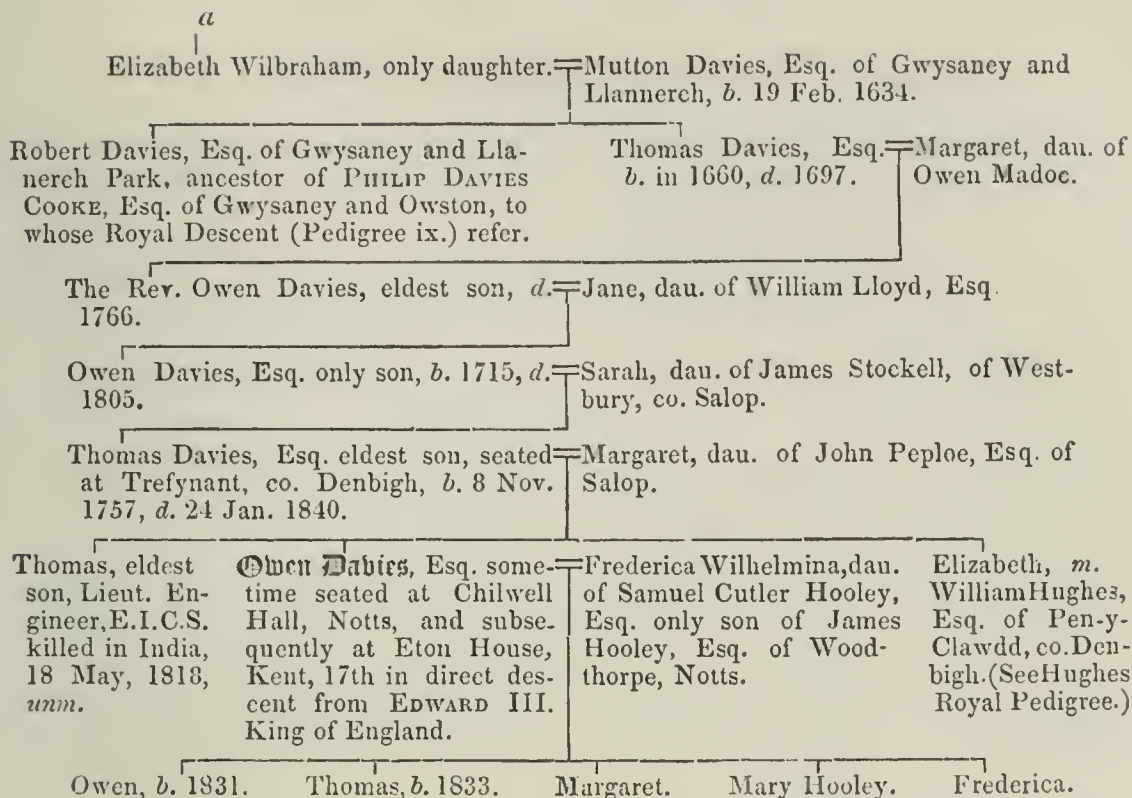 a
Elizabeth Wilbraham, only daughter.
Mutton Davies, Esq. of Gwysaney and
Llannerch, b. 19 Feb. 1634.
Robert Davies, Esq. of Gwysaney and Lla-
nerch Park, ancestor of PHILIP DAVIES
COOKE, Esq. of Gwysaney and Owston, to
whose Royal Descent (Pedigree ix.) refer.
Thomas Davies, Esq.
b. in 1660, d. 1697.
Margaret, dau. of
Owen Madoc.
The Rev. Owen Davies, eldest son, d.
1766.
Jane, dau. of William Lloyd, Esq.
Owen Davies, Esq. only son, b. 1715, d.
1805.
Sarah, dau. of James Stockell, of West-
bury, co. Salop.
Thomas Davies, Esq. eldest son, seated
at Trefynant, co. Denbigh, b. 8 Nov.
1757, d. 24 Jan. 1840.
Margaret, dau. of John Peploe, Esq. of
Salop.
Thomas, eldest
son, Lieut. En-
gineer, E.I.C.S.
killed in India,
18 May, 1818,
unm.
Owen Davies, Esq. some-
time seated at Chilwell
Hall, Notts, and subse-
quently at Eton House,
Kent, 17th in direct des-
cent from EDWARD III.
King of England.
Frederica Wilhelmina, dau.
of Samuel Cutler Hooley,
Esq. only son of James
Hooley, Esq. of Wood-
thorpe, Notts.
Elizabeth, m.
William Hughes,
Esq. of Pen-y-
Clawdd, co. Den-
bigh. (See Hughes
Royal Pedigree.)
Owen, b. 1831.
Thomas, b. 1833.
Margaret.
Mary Hooley.
Frederica.